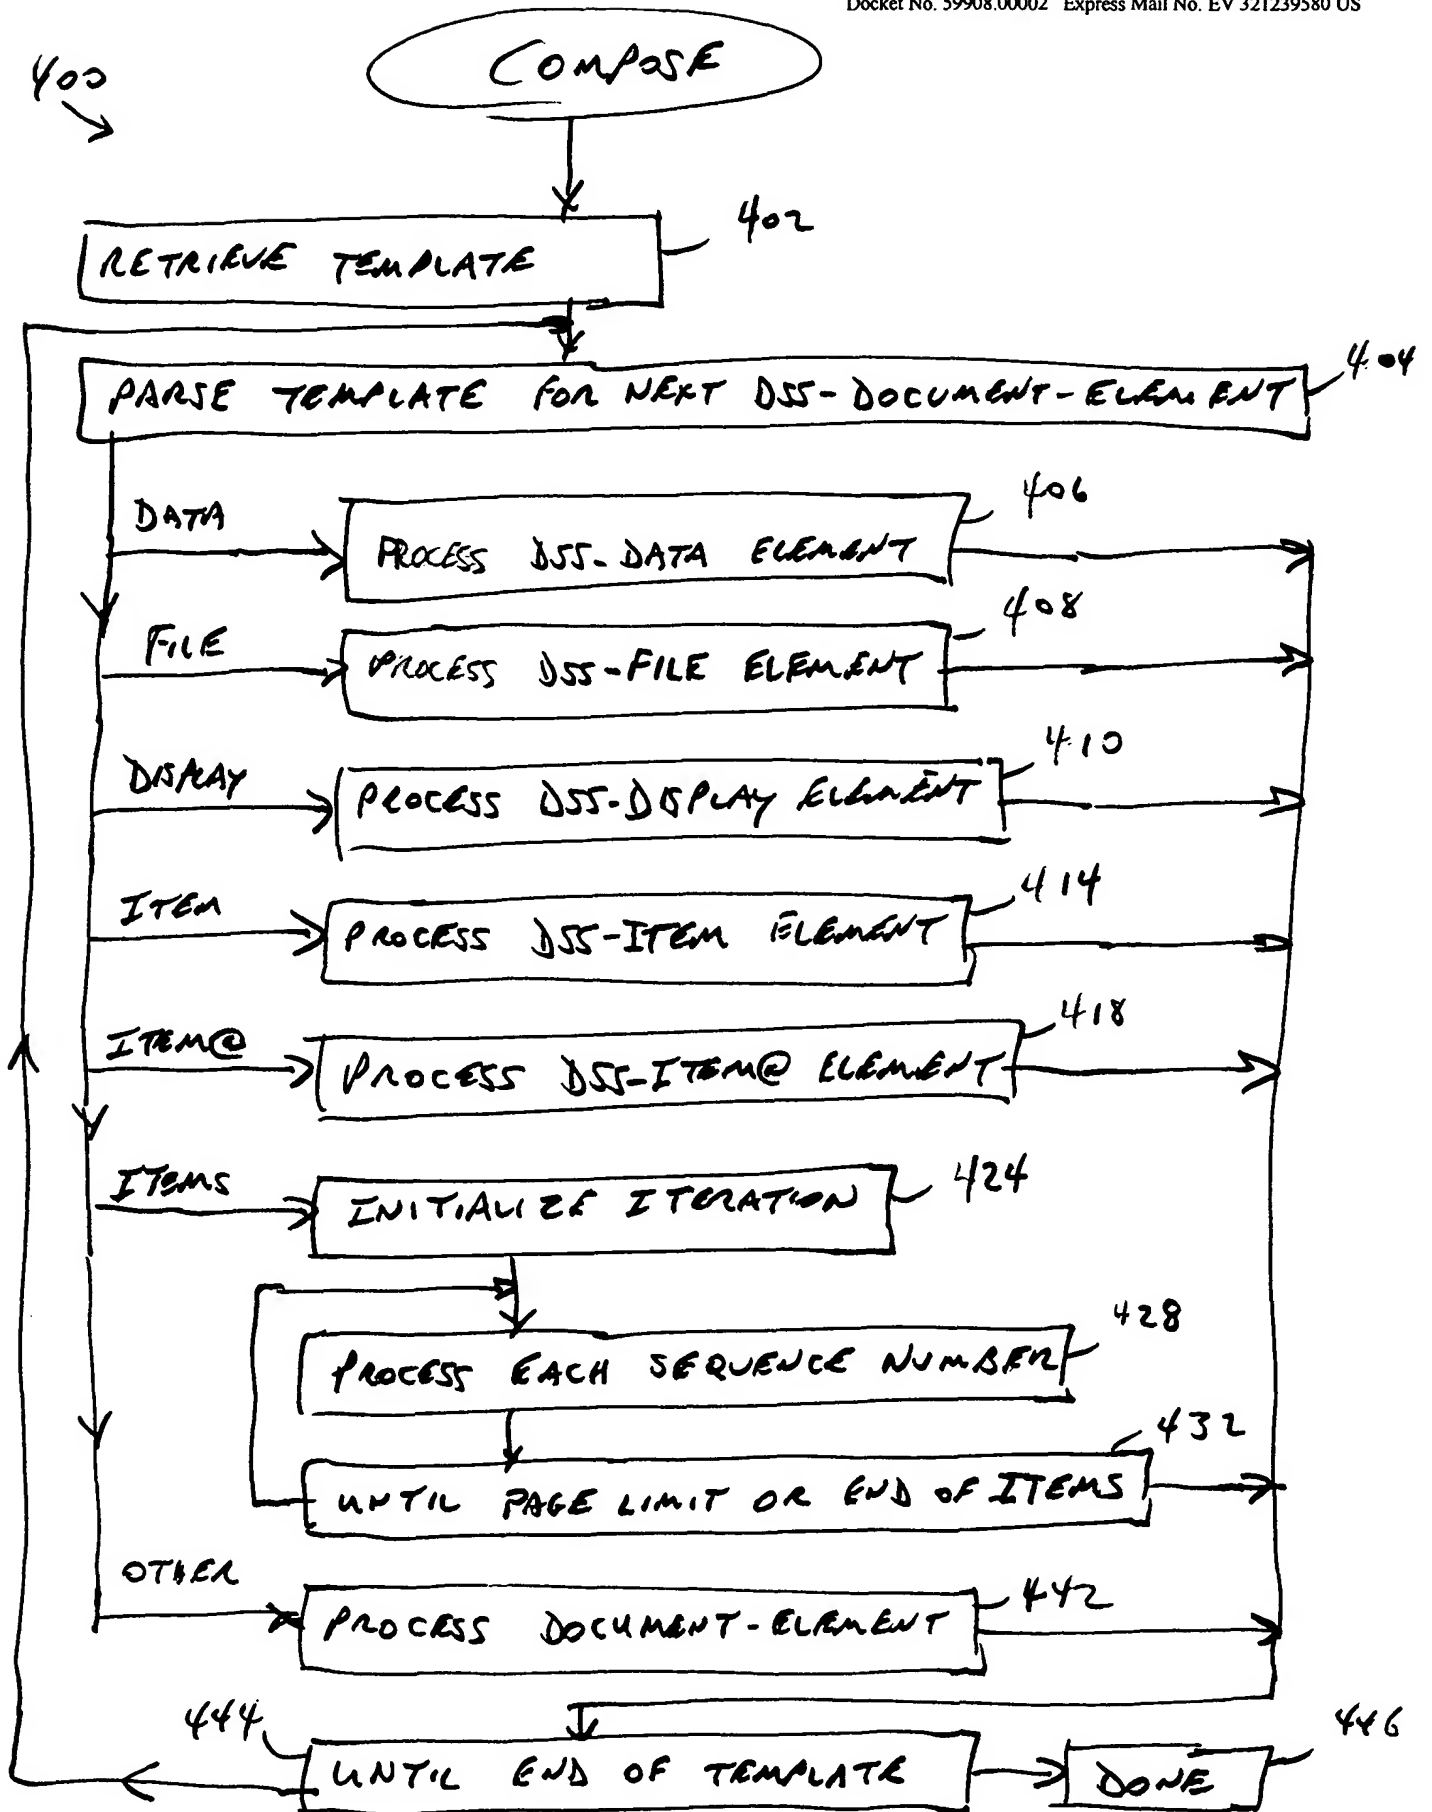 Docket No. 59908.00002 Express Mail No. EV 321239580 US
COMPOSE
400
402
RETRIEVE TEMPLATE
404
PARSE TEMPLATE FOR NEXT DSS-DOCUMENT-ELEMENT
406
DATA
PROCESS DSS-DATA ELEMENT
408
FILE
PROCESS DSS-FILE ELEMENT
410
DISPLAY
PROCESS DSS-DISPLAY ELEMENT
414
ITEM
PROCESS DSS-ITEM ELEMENT
418
ITEM@
PROCESS DSS-ITEM@ ELEMENT
424
ITEMS
INITIALIZE ITERATION
428
PROCESS EACH SEQUENCE NUMBER
432
UNTIL PAGE LIMIT OR END OF ITEMS
OTHER
442
PROCESS DOCUMENT-ELEMENT
444
446
UNTIL END OF TEMPLATE
DONE